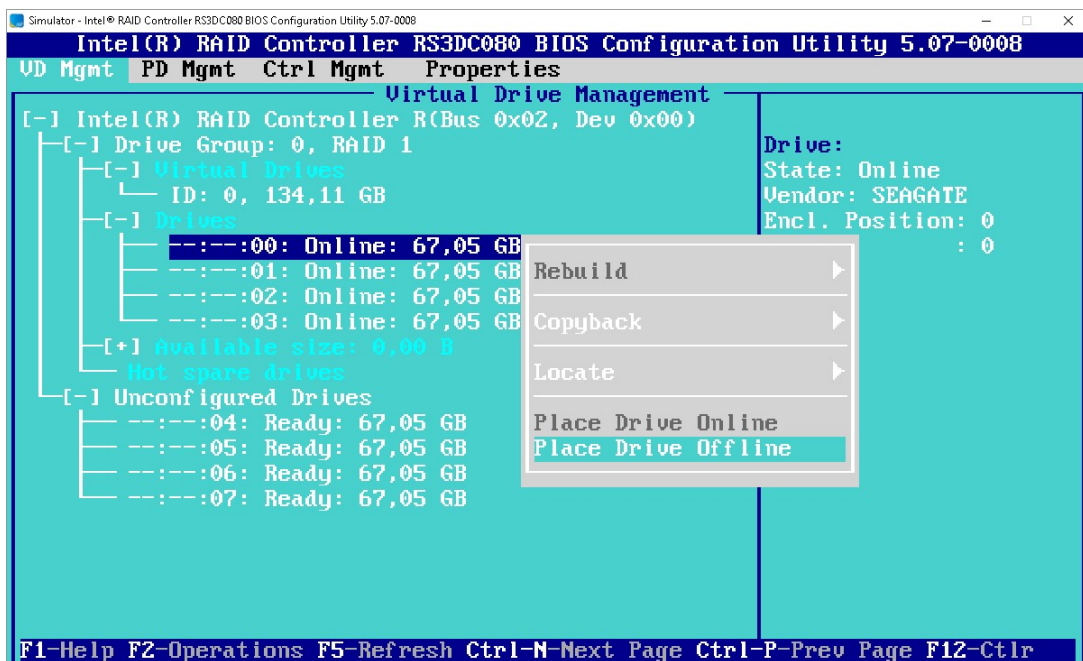 Simulator - Intel® RAID Controller RS3DC080 BIOS Configuration Utility 5.07-0008
Intel(R) RAID Controller RS3DC080 BIOS Configuration Utility 5.07-0008
VD Mgmt PD Mgmt Ctrl Mgmt Properties
Virtual Drive Management
[-] Intel(R) RAID Controller R(Bus 0x02, Dev 0x00)
[-] Drive Group: 0, RAID 1
[-] Virtual Drives
ID: 0, 134,11 GB
[-] Drives
--:--:00: Online: 67,05 GB
--:--:01: Online: 67,05 GB
--:--:02: Online: 67,05 GB
--:--:03: Online: 67,05 GB
[+] Available size: 0,00 B
Hot spare drives
[-] Unconfigured Drives
--:--:04: Ready: 67,05 GB
--:--:05: Ready: 67,05 GB
--:--:06: Ready: 67,05 GB
--:--:07: Ready: 67,05 GB
Rebuild
Copyback
Locate
Place Drive Online
Place Drive Offline
Drive:
State: Online
Vendor: SEAGATE
Encl. Position: 0
: 0
F1-Help F2-Operations F5-Refresh Ctrl-N-Next Page Ctrl-P-Prev Page F12-Ctlr